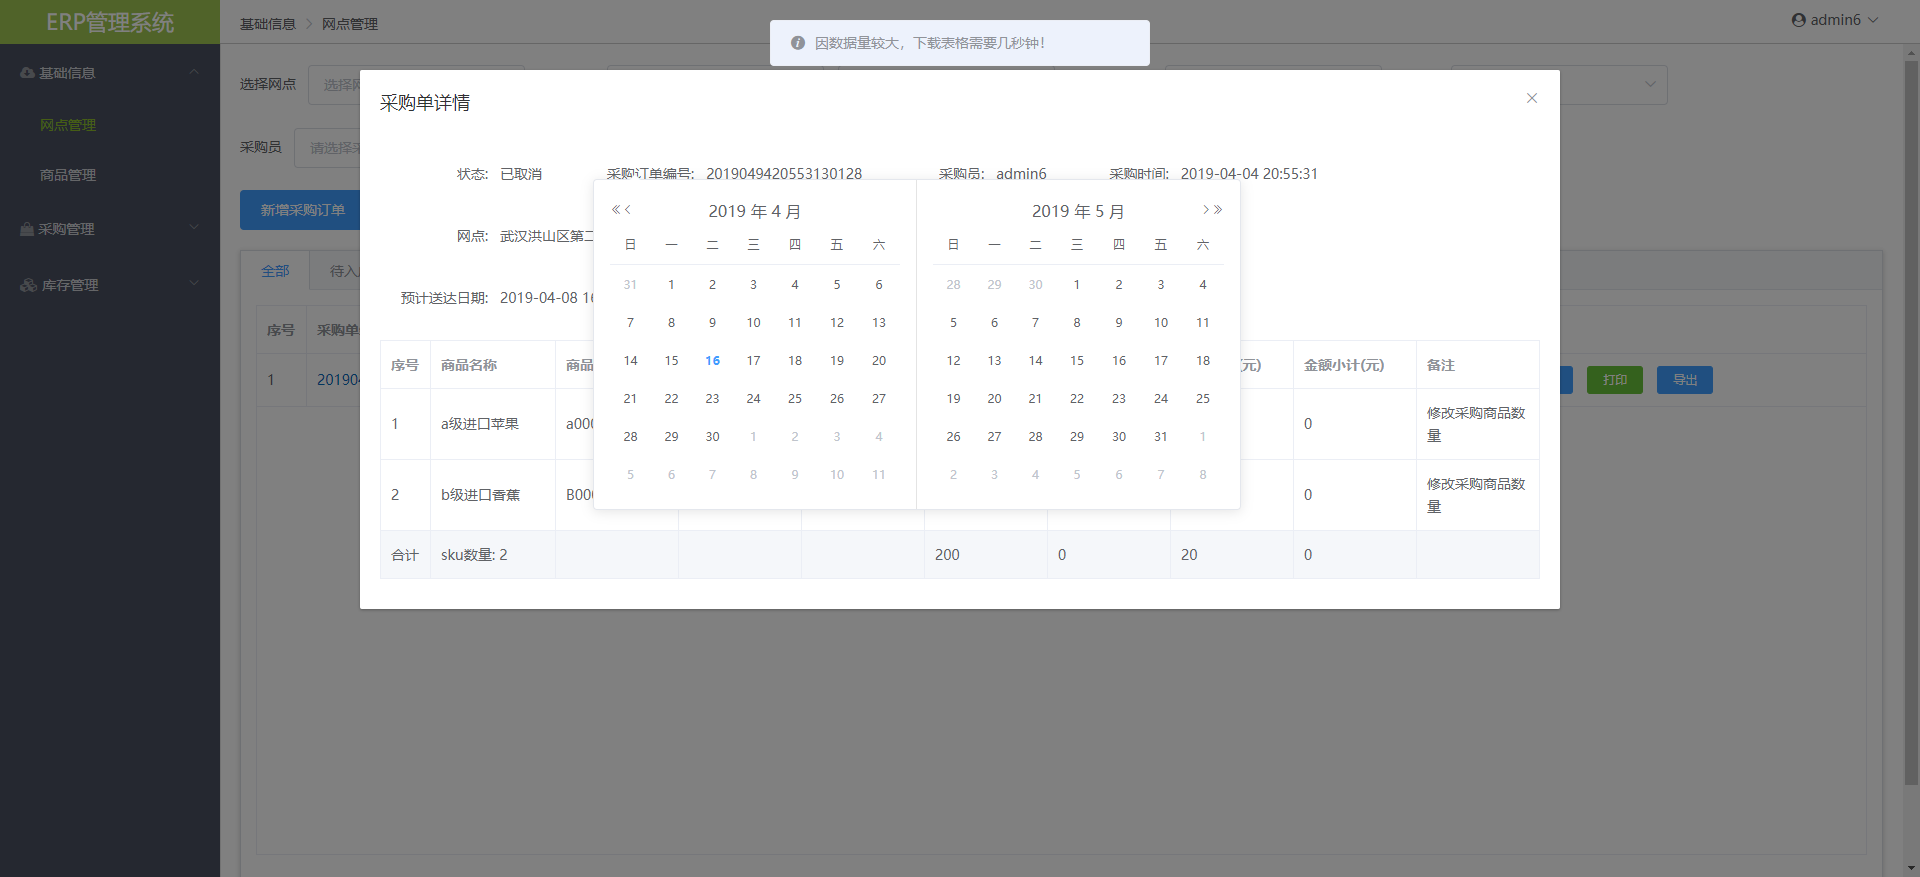 ERP管理系统
基础信息
网点管理
商品管理
采购管理
库存管理
基础信息 网点管理
admin6
因数据量较大，下载表格需要几秒钟！
选择网点 选择网
采购员 请选择采
新增采购订单
全部 待入
序号 采购单
1 20190
打印 导出
采购单详情
状态: 已取消 采购订单编号: 2019049420553130128 采购员: admin6 采购时间: 2019-04-04 20:55:31
网点: 武汉洪山区第二
预计送达日期: 2019-04-08 16
2019 年 4 月
日 一 二 三 四 五 六
31 1 2 3 4 5 6
7 8 9 10 11 12 13
14 15 16 17 18 19 20
21 22 23 24 25 26 27
28 29 30 1 2 3 4
5 6 7 8 9 10 11
2019 年 5 月
日 一 二 三 四 五 六
28 29 30 1 2 3 4
5 6 7 8 9 10 11
12 13 14 15 16 17 18
19 20 21 22 23 24 25
26 27 28 29 30 31 1
2 3 4 5 6 7 8
序号 商品名称 商品 (元) 金额小计(元) 备注
1 a级进口苹果 a000 0 修改采购商品数
量
2 b级进口香蕉 B000 0 修改采购商品数
量
合计 sku数量: 2 200 0 20 0